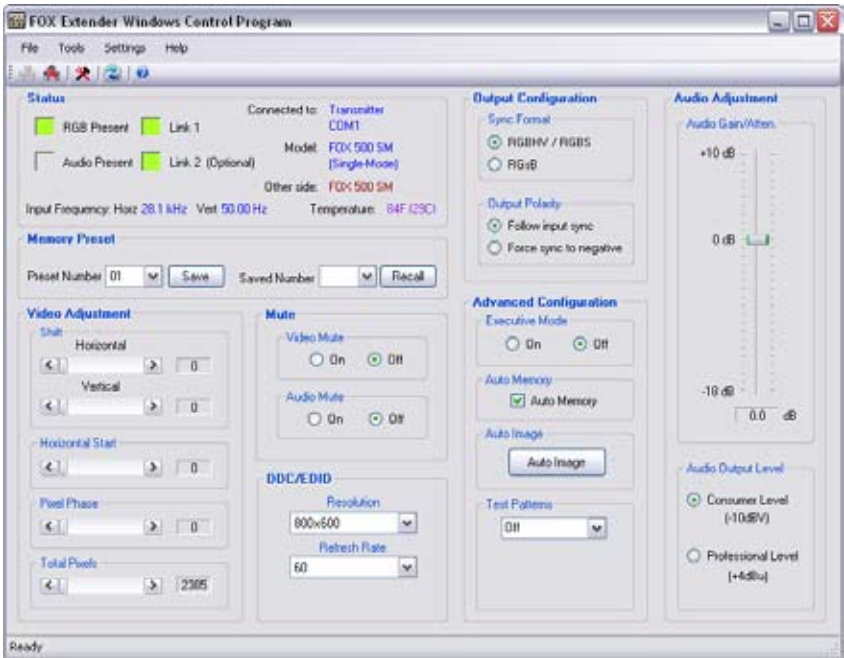 FOX Extender Windows Control Program
File Tools Settings Help
Status
RGB Present Link 1
Audio Present Link 2 (Optional)
Connected to: Transmitter
COM1
Model: FOX 500 SM
(Single-Mode)
Other side: FOX 500 SM
Input Frequency: Horz 28.1 kHz Vert 50.00 Hz Temperature: 84F (29C)
Memory Preset
Preset Number 01 Save Saved Number Recall
Video Adjustment
Shift
Horizontal
0
Vertical
0
Horizontal Start
0
Pixel Phase
0
Total Pixels
2385
Mute
Video Mute
On Off
Audio Mute
On Off
DDC/EDID
Resolution
800x600
Refresh Rate
60
Output Configuration
Sync Format
RGBHV / RGBS
RGsB
Output Polarity
Follow input sync
Force sync to negative
Advanced Configuration
Executive Mode
On Off
Auto Memory
Auto Memory
Auto Image
Auto Image
Test Patterns
Off
Audio Adjustment
Audio Gain/Atten.
+10 dB
0 dB
-18 dB
0.0 dB
Audio Output Level
Consumer Level
(-10dBV)
Professional Level
(+4dBu)
Ready